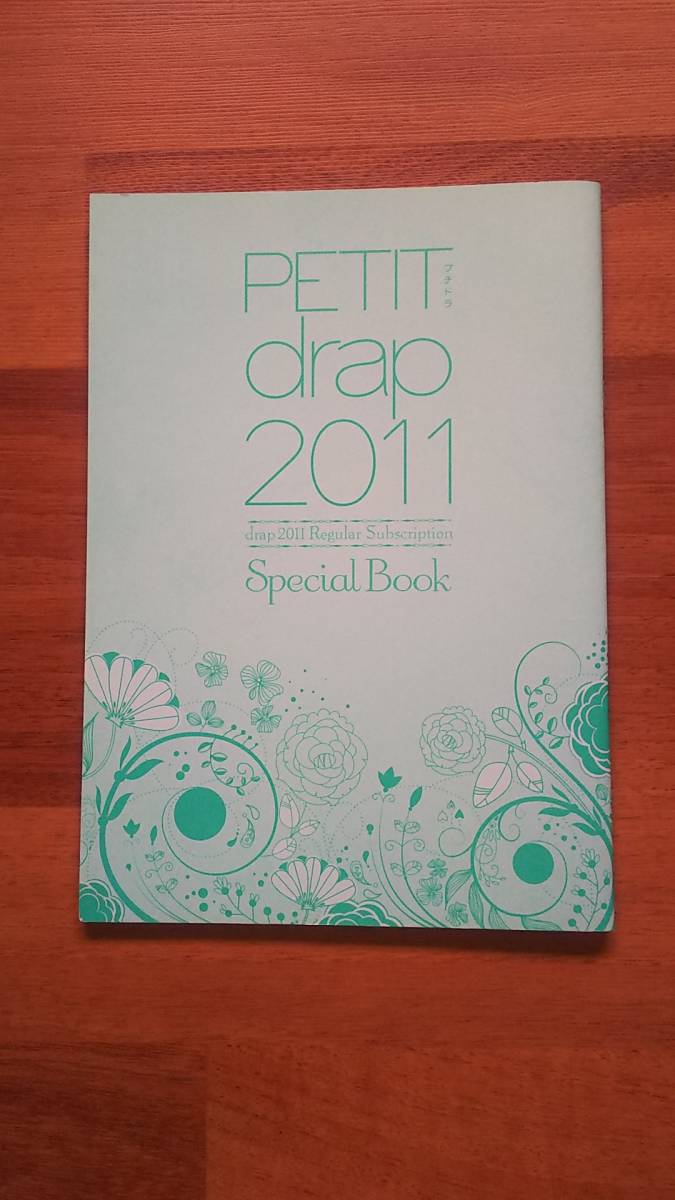 PETIT
プチドラ
drap
2011
drap 2011 Regular Subscription
Special Book